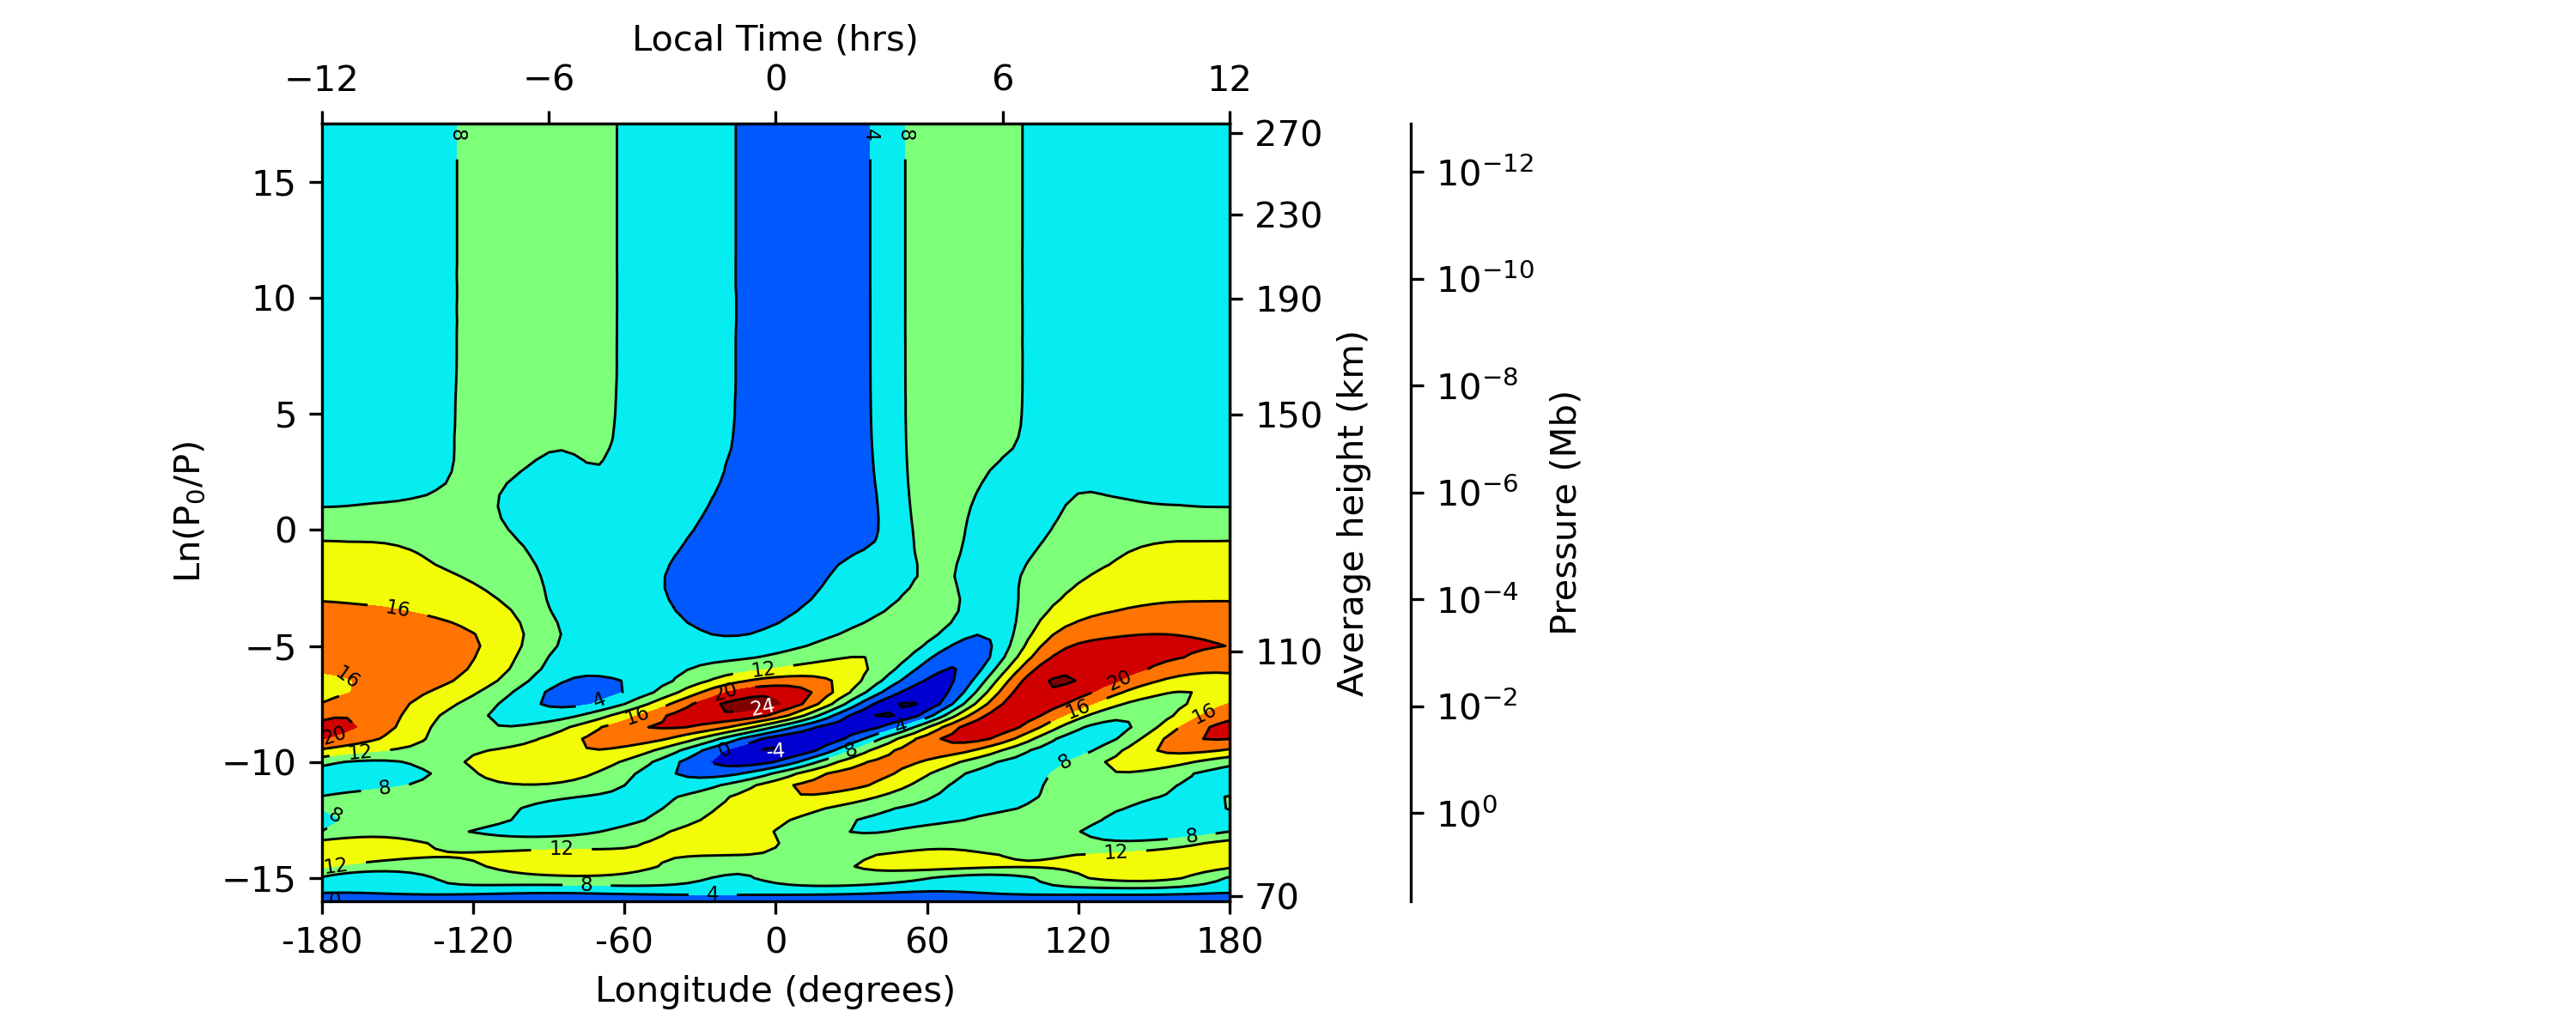 Local Time (hrs)
−12 −6 0 6 12
8 4 8
15
10
5
0
−5
−10
−15
Ln(P₀/P)
270
230
190
150
110
70
Average height (km)
10⁻¹²
10⁻¹⁰
10⁻⁸
10⁻⁶
10⁻⁴
10⁻²
10⁰
Pressure (Mb)
16
16 12 20
4 20 24 16
16 16
20 0 -4 4
12 8 8
8
8
8
12 12
12
8
4
0
-180 -120 -60 0 60 120 180
Longitude (degrees)